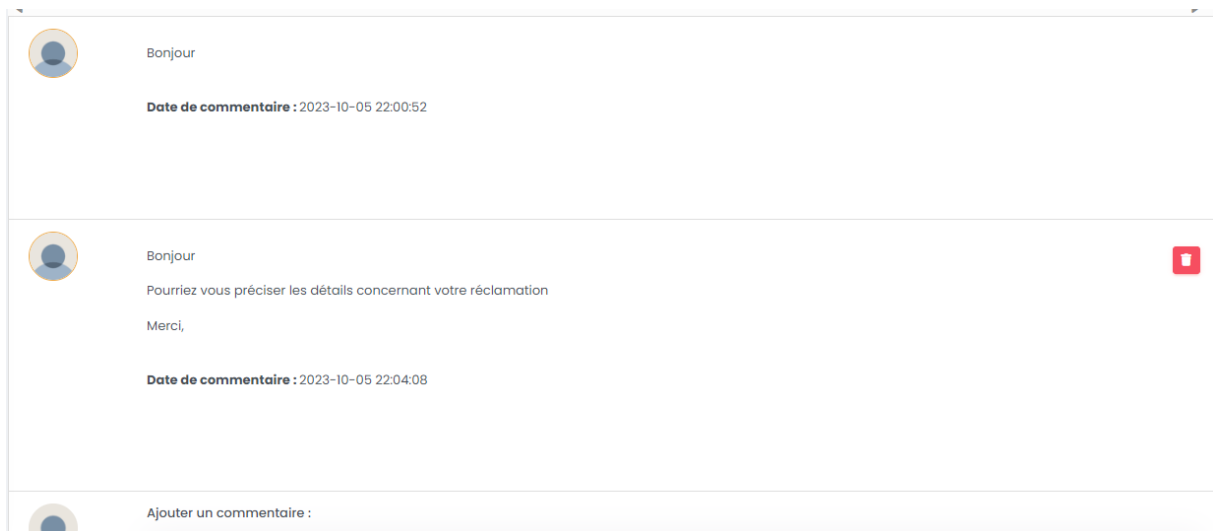 Bonjour
Date de commentaire : 2023-10-05 22:00:52
Bonjour
Pourriez vous préciser les détails concernant votre réclamation
Merci,
Date de commentaire : 2023-10-05 22:04:08
Ajouter un commentaire :